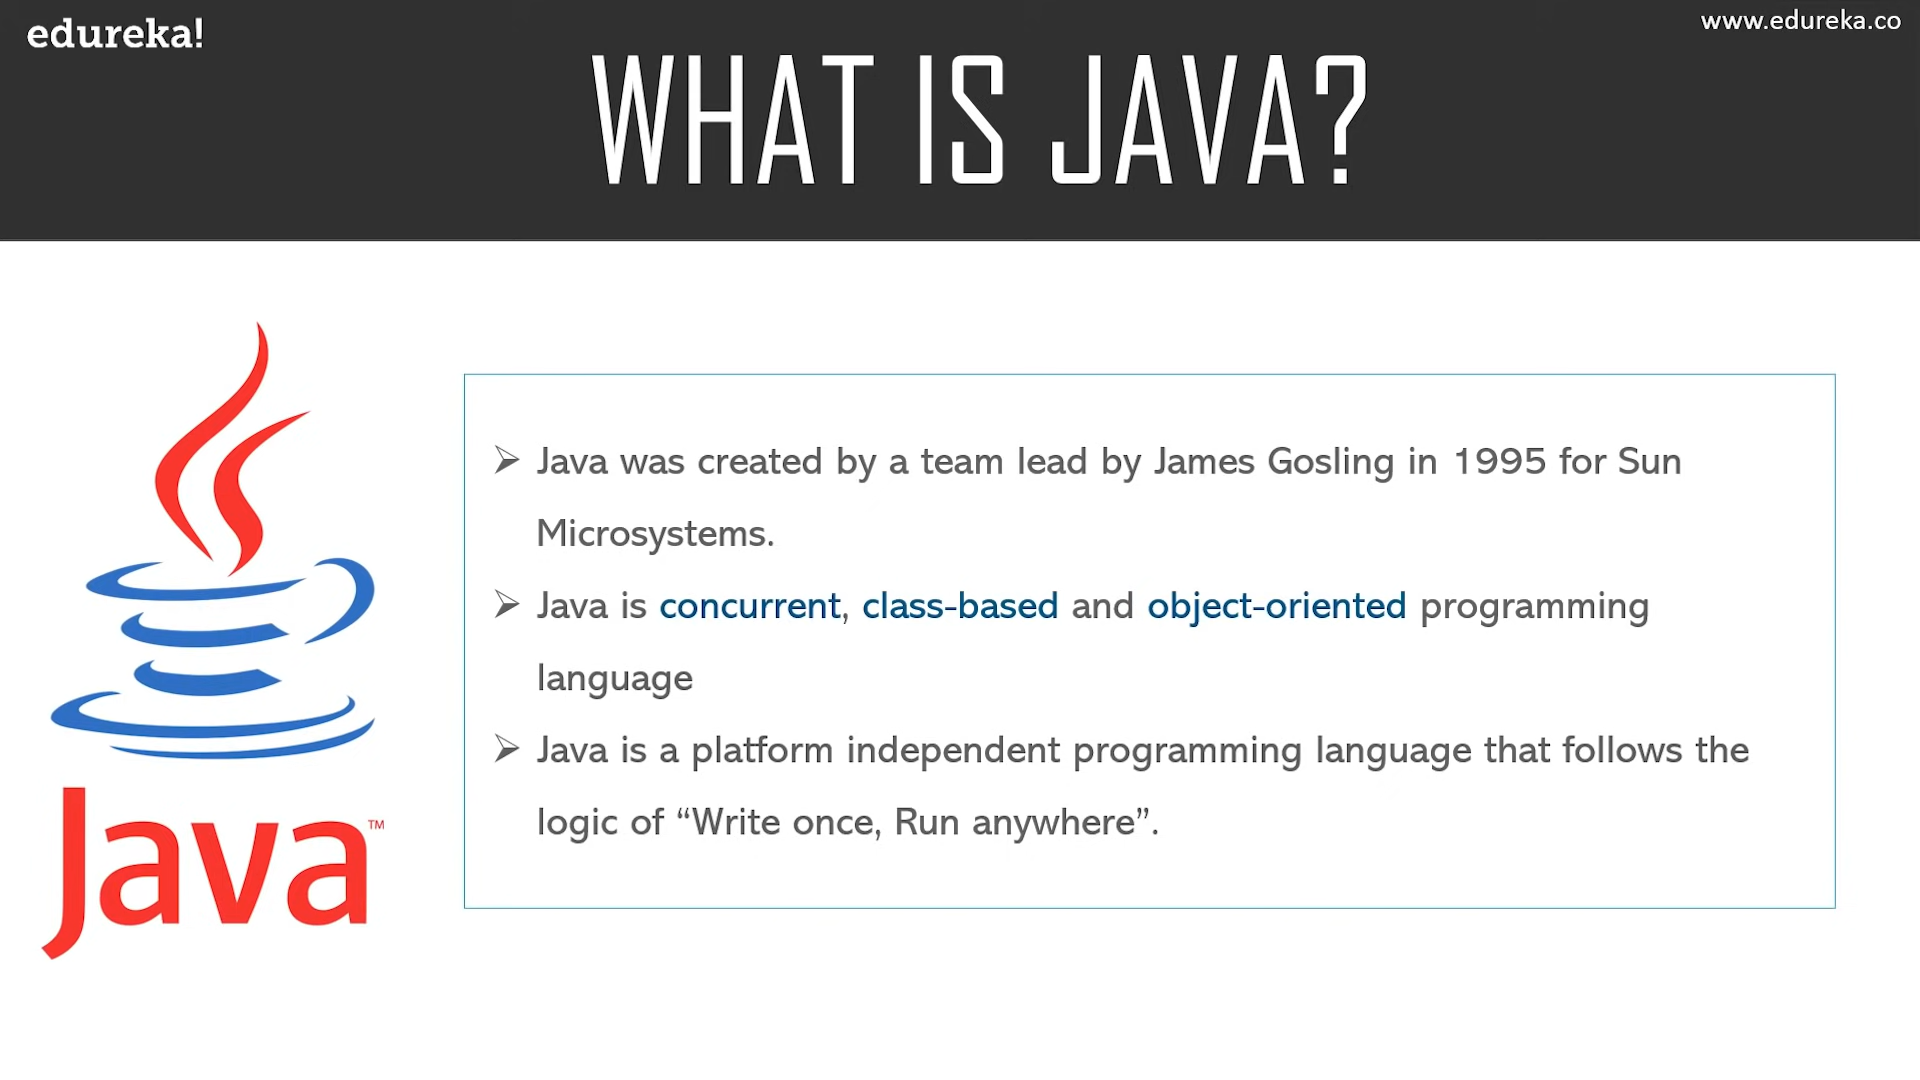 edureka!
www.edureka.co
WHAT IS JAVA?
➢ Java was created by a team lead by James Gosling in 1995 for Sun
Microsystems.
➢ Java is concurrent, class-based and object-oriented programming
language
➢ Java is a platform independent programming language that follows the
logic of “Write once, Run anywhere”.
Java™